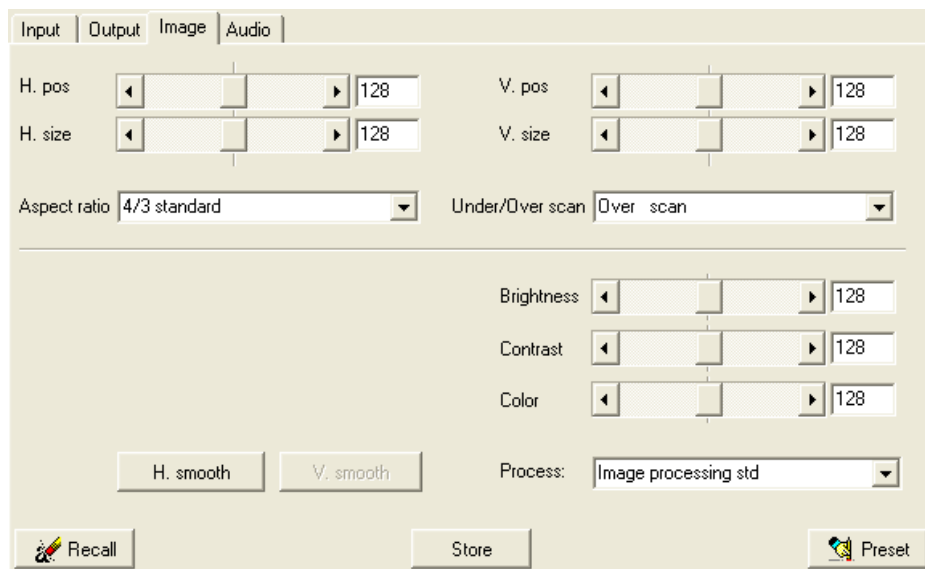 Input Output Image Audio
H. pos 128 V. pos 128
H. size 128 V. size 128
Aspect ratio 4/3 standard Under/Over scan Over scan
Brightness 128
Contrast 128
Color 128
H. smooth V. smooth Process: Image processing std
Recall Store Preset